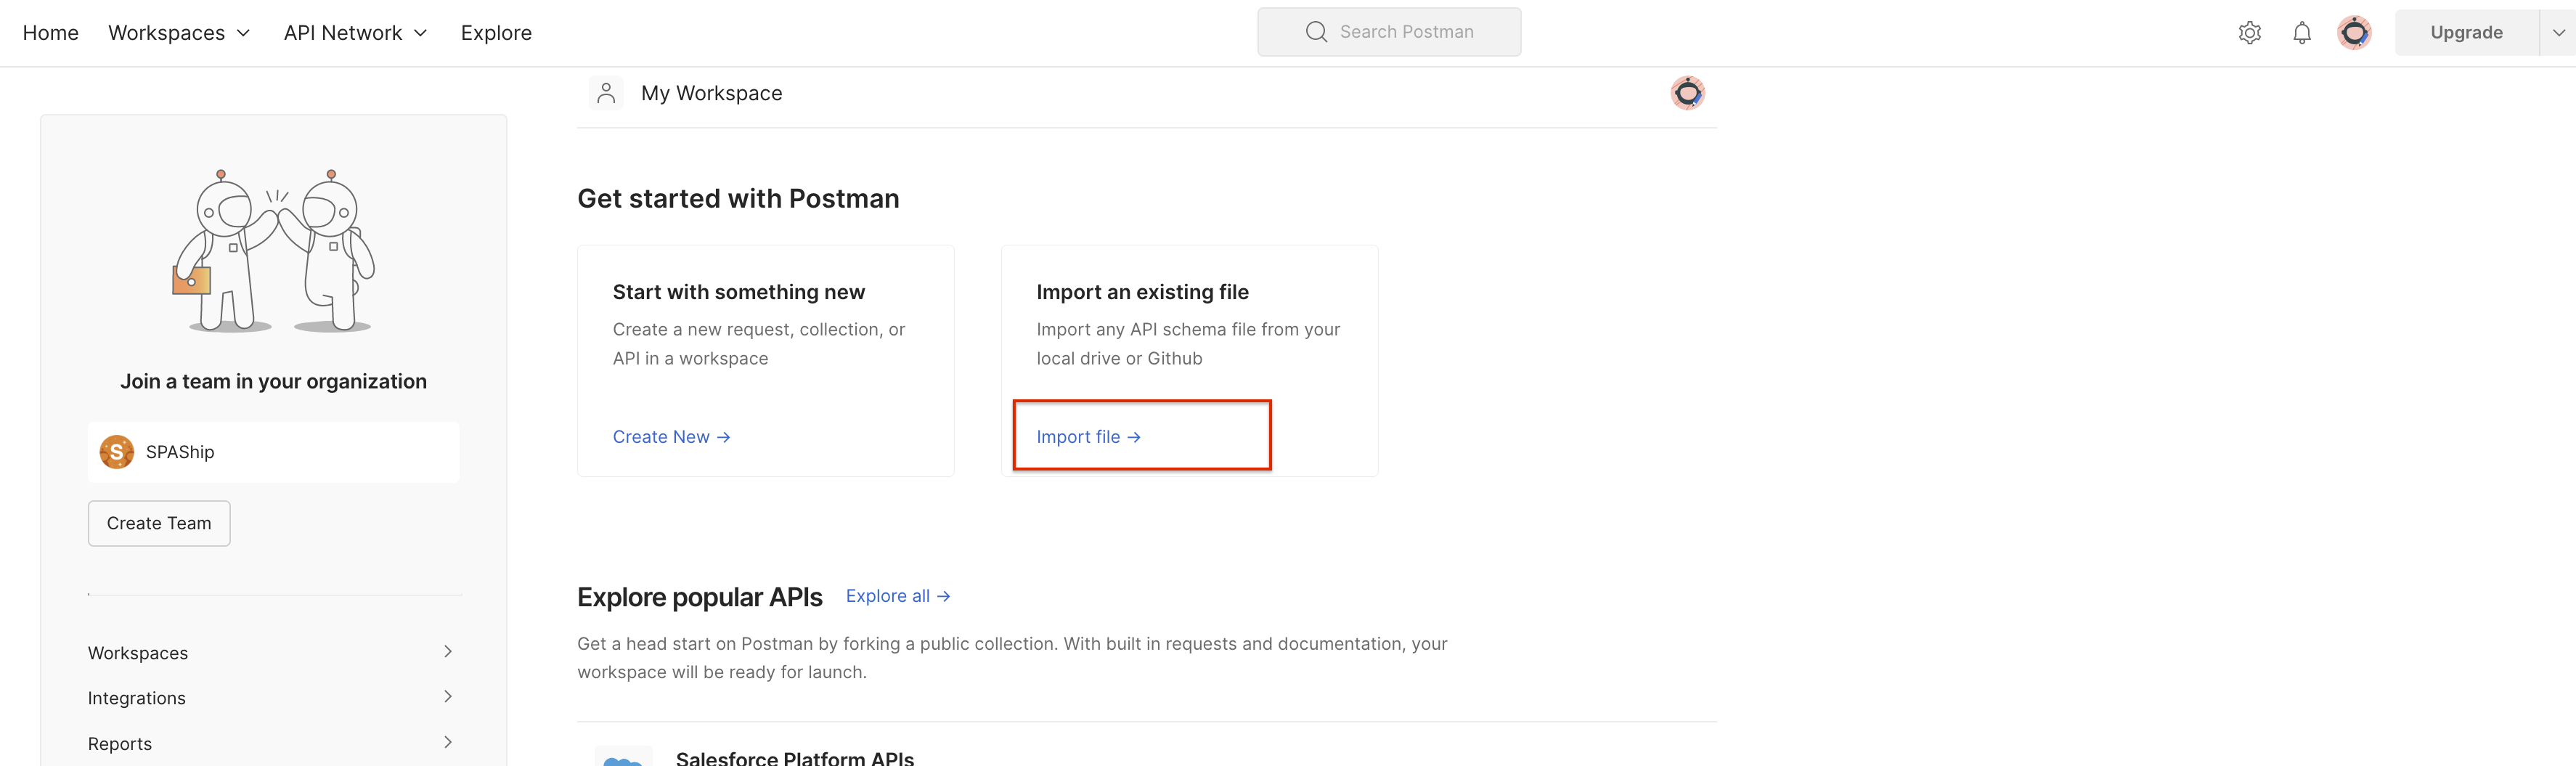 Home Workspaces API Network Explore Search Postman Upgrade
My Workspace
Join a team in your organization
S SPAShip
Create Team
Workspaces
Integrations
Reports
Get started with Postman
Start with something new
Create a new request, collection, or
API in a workspace
Create New →
Import an existing file
Import any API schema file from your
local drive or Github
Import file →
Explore popular APIs Explore all →
Get a head start on Postman by forking a public collection. With built in requests and documentation, your
workspace will be ready for launch.
Salesforce Platform APIs